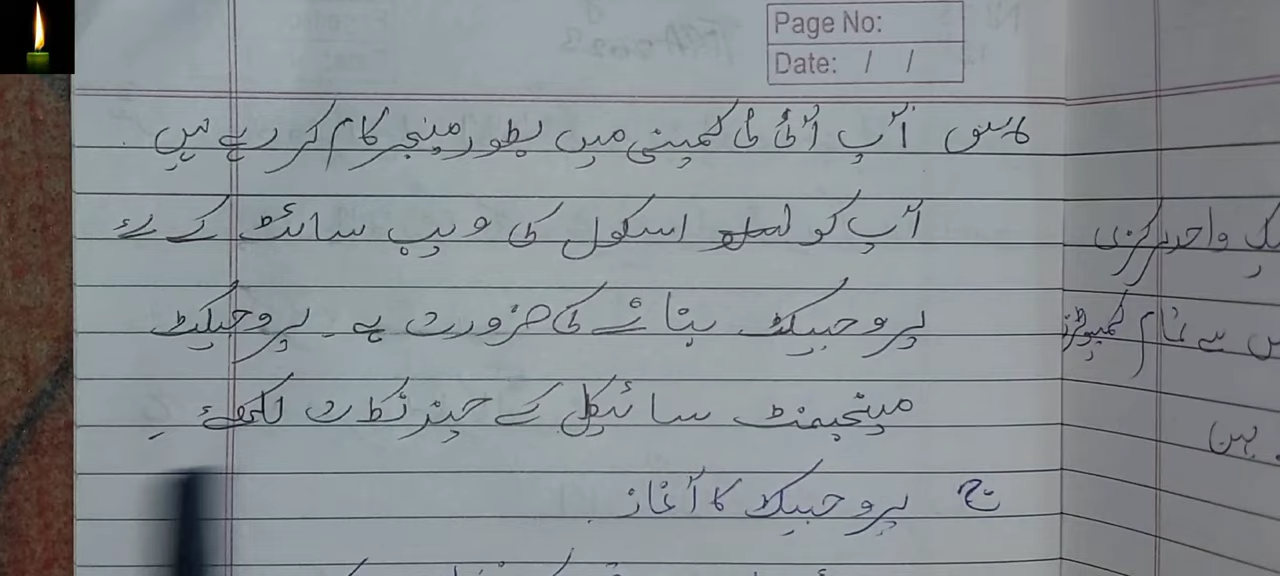 Page No:
Date: / /
س آپ آئی ٹی کمپنی میں بطور مینجر کام کر رہے ہیں
آپ کو اسکول کی ویب سائٹ کے لئے
پروجیکٹ بنانے کی ضرورت ہے۔ پروجیکٹ
مینجمنٹ سائیکل کے چند نکات لکھئے۔
ج پروجیکٹ کا آغاز